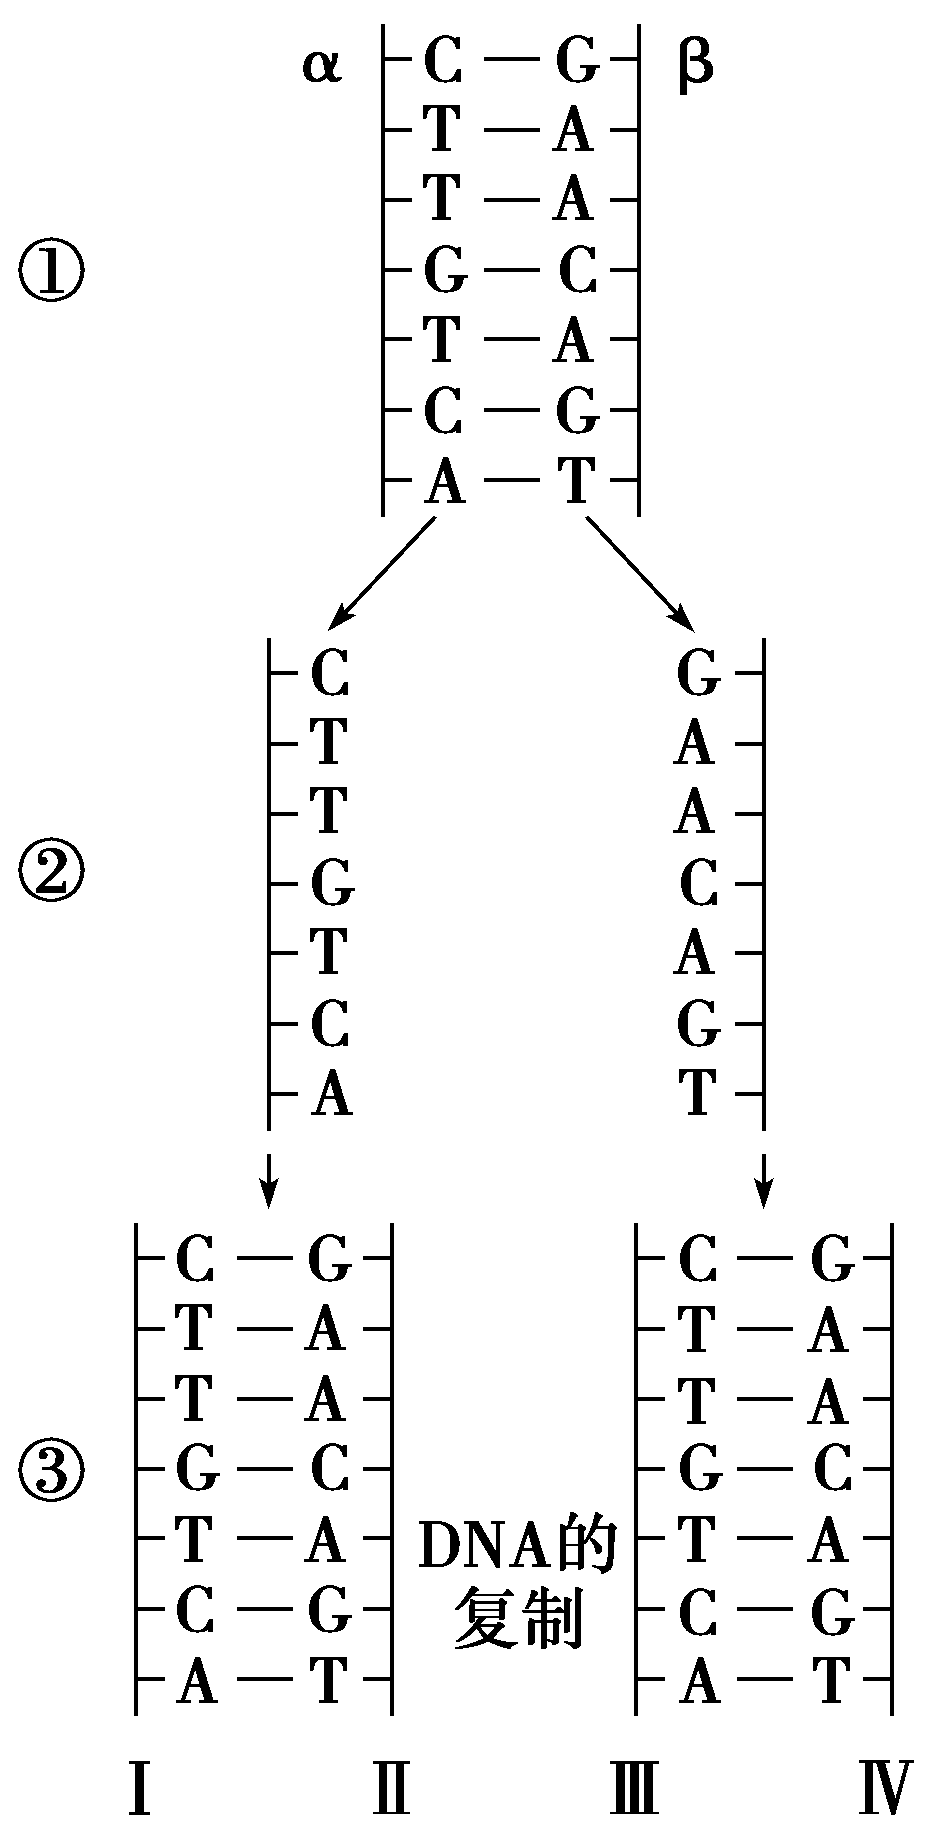 α C G β
T A
T A
① G C
T A
C G
A T
C G
T A
T A
② G C
T A
C G
A T
C G C G
T A T A
T A T A
③ G C G C
T A DNA的 T A
C G 复制 C G
A T A T
Ⅰ Ⅱ Ⅲ Ⅳ